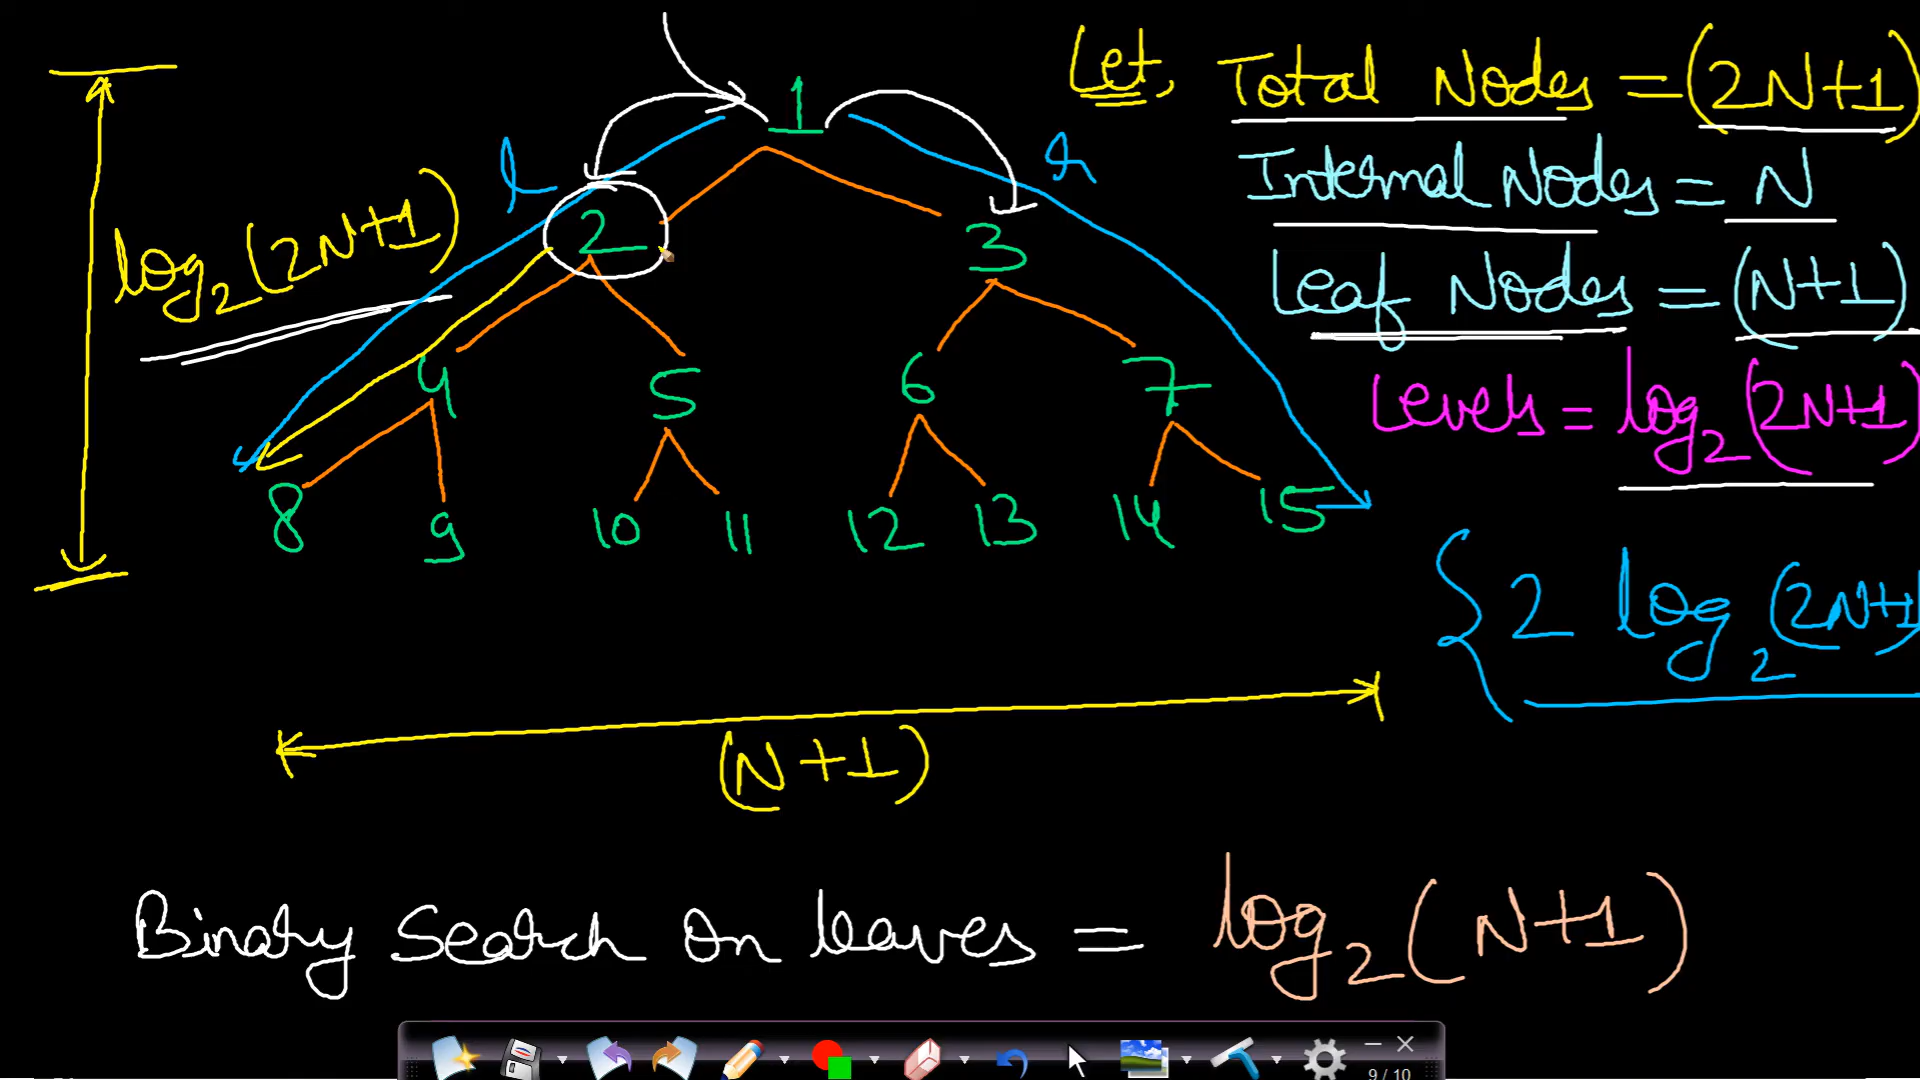 Let, Total Nodes = (2N+1)
Internal Nodes = N
Leaf Nodes = (N+1)
Levels = log2(2N+1)
{ 2 log2(2N+1)
1
l r
2 3
log2(2N+1)
4 5 6 7
8 9 10 11 12 13 14 15
(N+1)
Binary Search on leaves = log2(N+1)
9 / 10